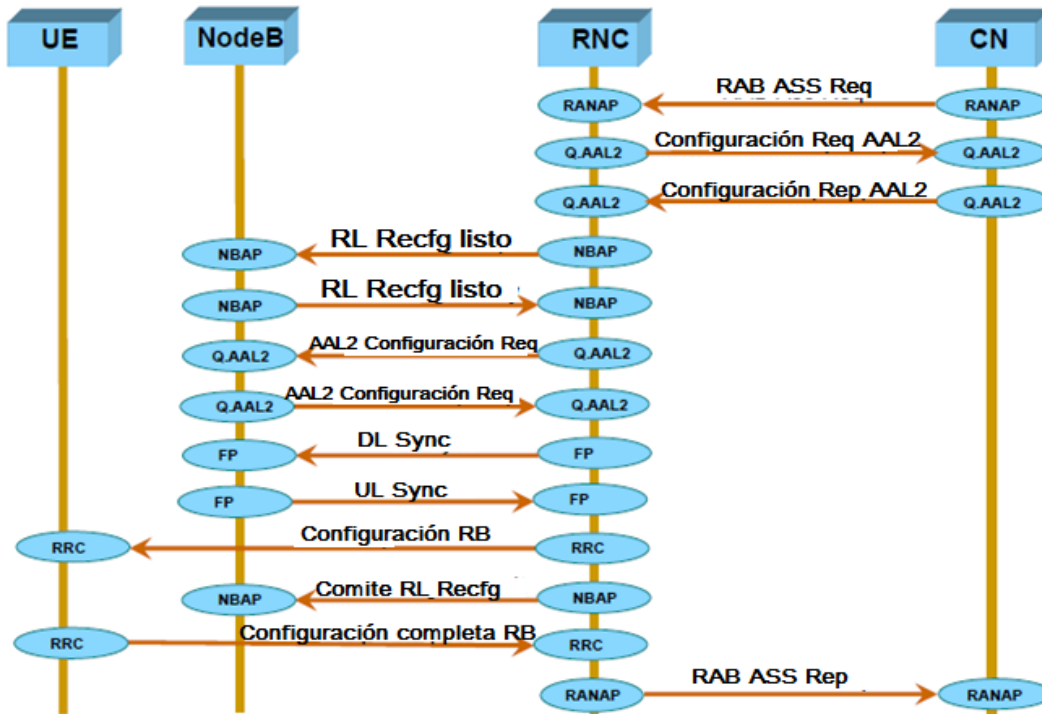 UE NodeB RNC CN
RAB ASS Req
RANAP RANAP
Configuración Req AAL2
Q.AAL2 Q.AAL2
Configuración Rep AAL2
Q.AAL2 Q.AAL2
RL Recfg listo
NBAP NBAP
RL Recfg listo
NBAP NBAP
AAL2 Configuración Req
Q.AAL2 Q.AAL2
AAL2 Configuración Req
Q.AAL2 Q.AAL2
DL Sync
FP FP
UL Sync
FP FP
Configuración RB
RRC RRC
Comite RL Recfg
NBAP NBAP
Configuración completa RB
RRC RRC
RAB ASS Rep
RANAP RANAP